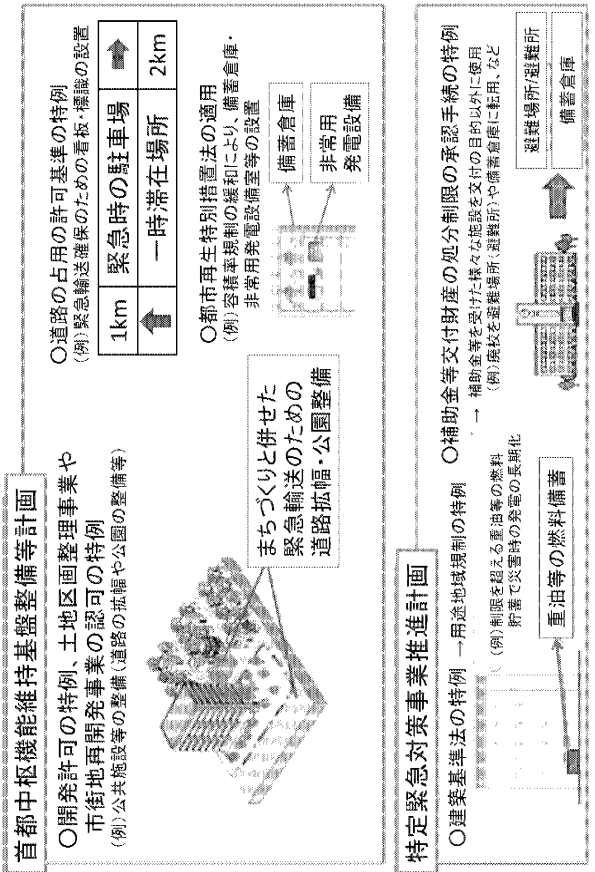 首都中枢機能維持基盤整備等計画
○開発許可の特例、土地区画整理事業や
市街地再開発事業の認可の特例
(例)公共施設等の整備(道路の拡幅や公園の整備等)
まちづくりと併せた
緊急輸送のための
道路拡幅・公園整備
○道路の占用の許可基準の特例
(例)緊急輸送確保のための看板・標識の設置
1km 緊急時の駐車場
一時滞在場所 2km
○都市再生特別措置法の適用
(例)容積率規制の緩和により、備蓄倉庫・
非常用発電設備室等の設置
備蓄倉庫
非常用
発電設備
特定緊急対策事業推進計画
○建築基準法の特例 →用途地域規制の特例
(例)制限を超える重油等の燃料
貯蓄で災害時の発電の長期化
重油等の燃料備蓄
○補助金等交付財産の処分制限の承認手続の特例
→ 補助金等を受けた様々な施設を交付の目的以外に使用
(例)廃校を避難場所(避難所)や備蓄倉庫に転用、など
避難場所/避難所
備蓄倉庫